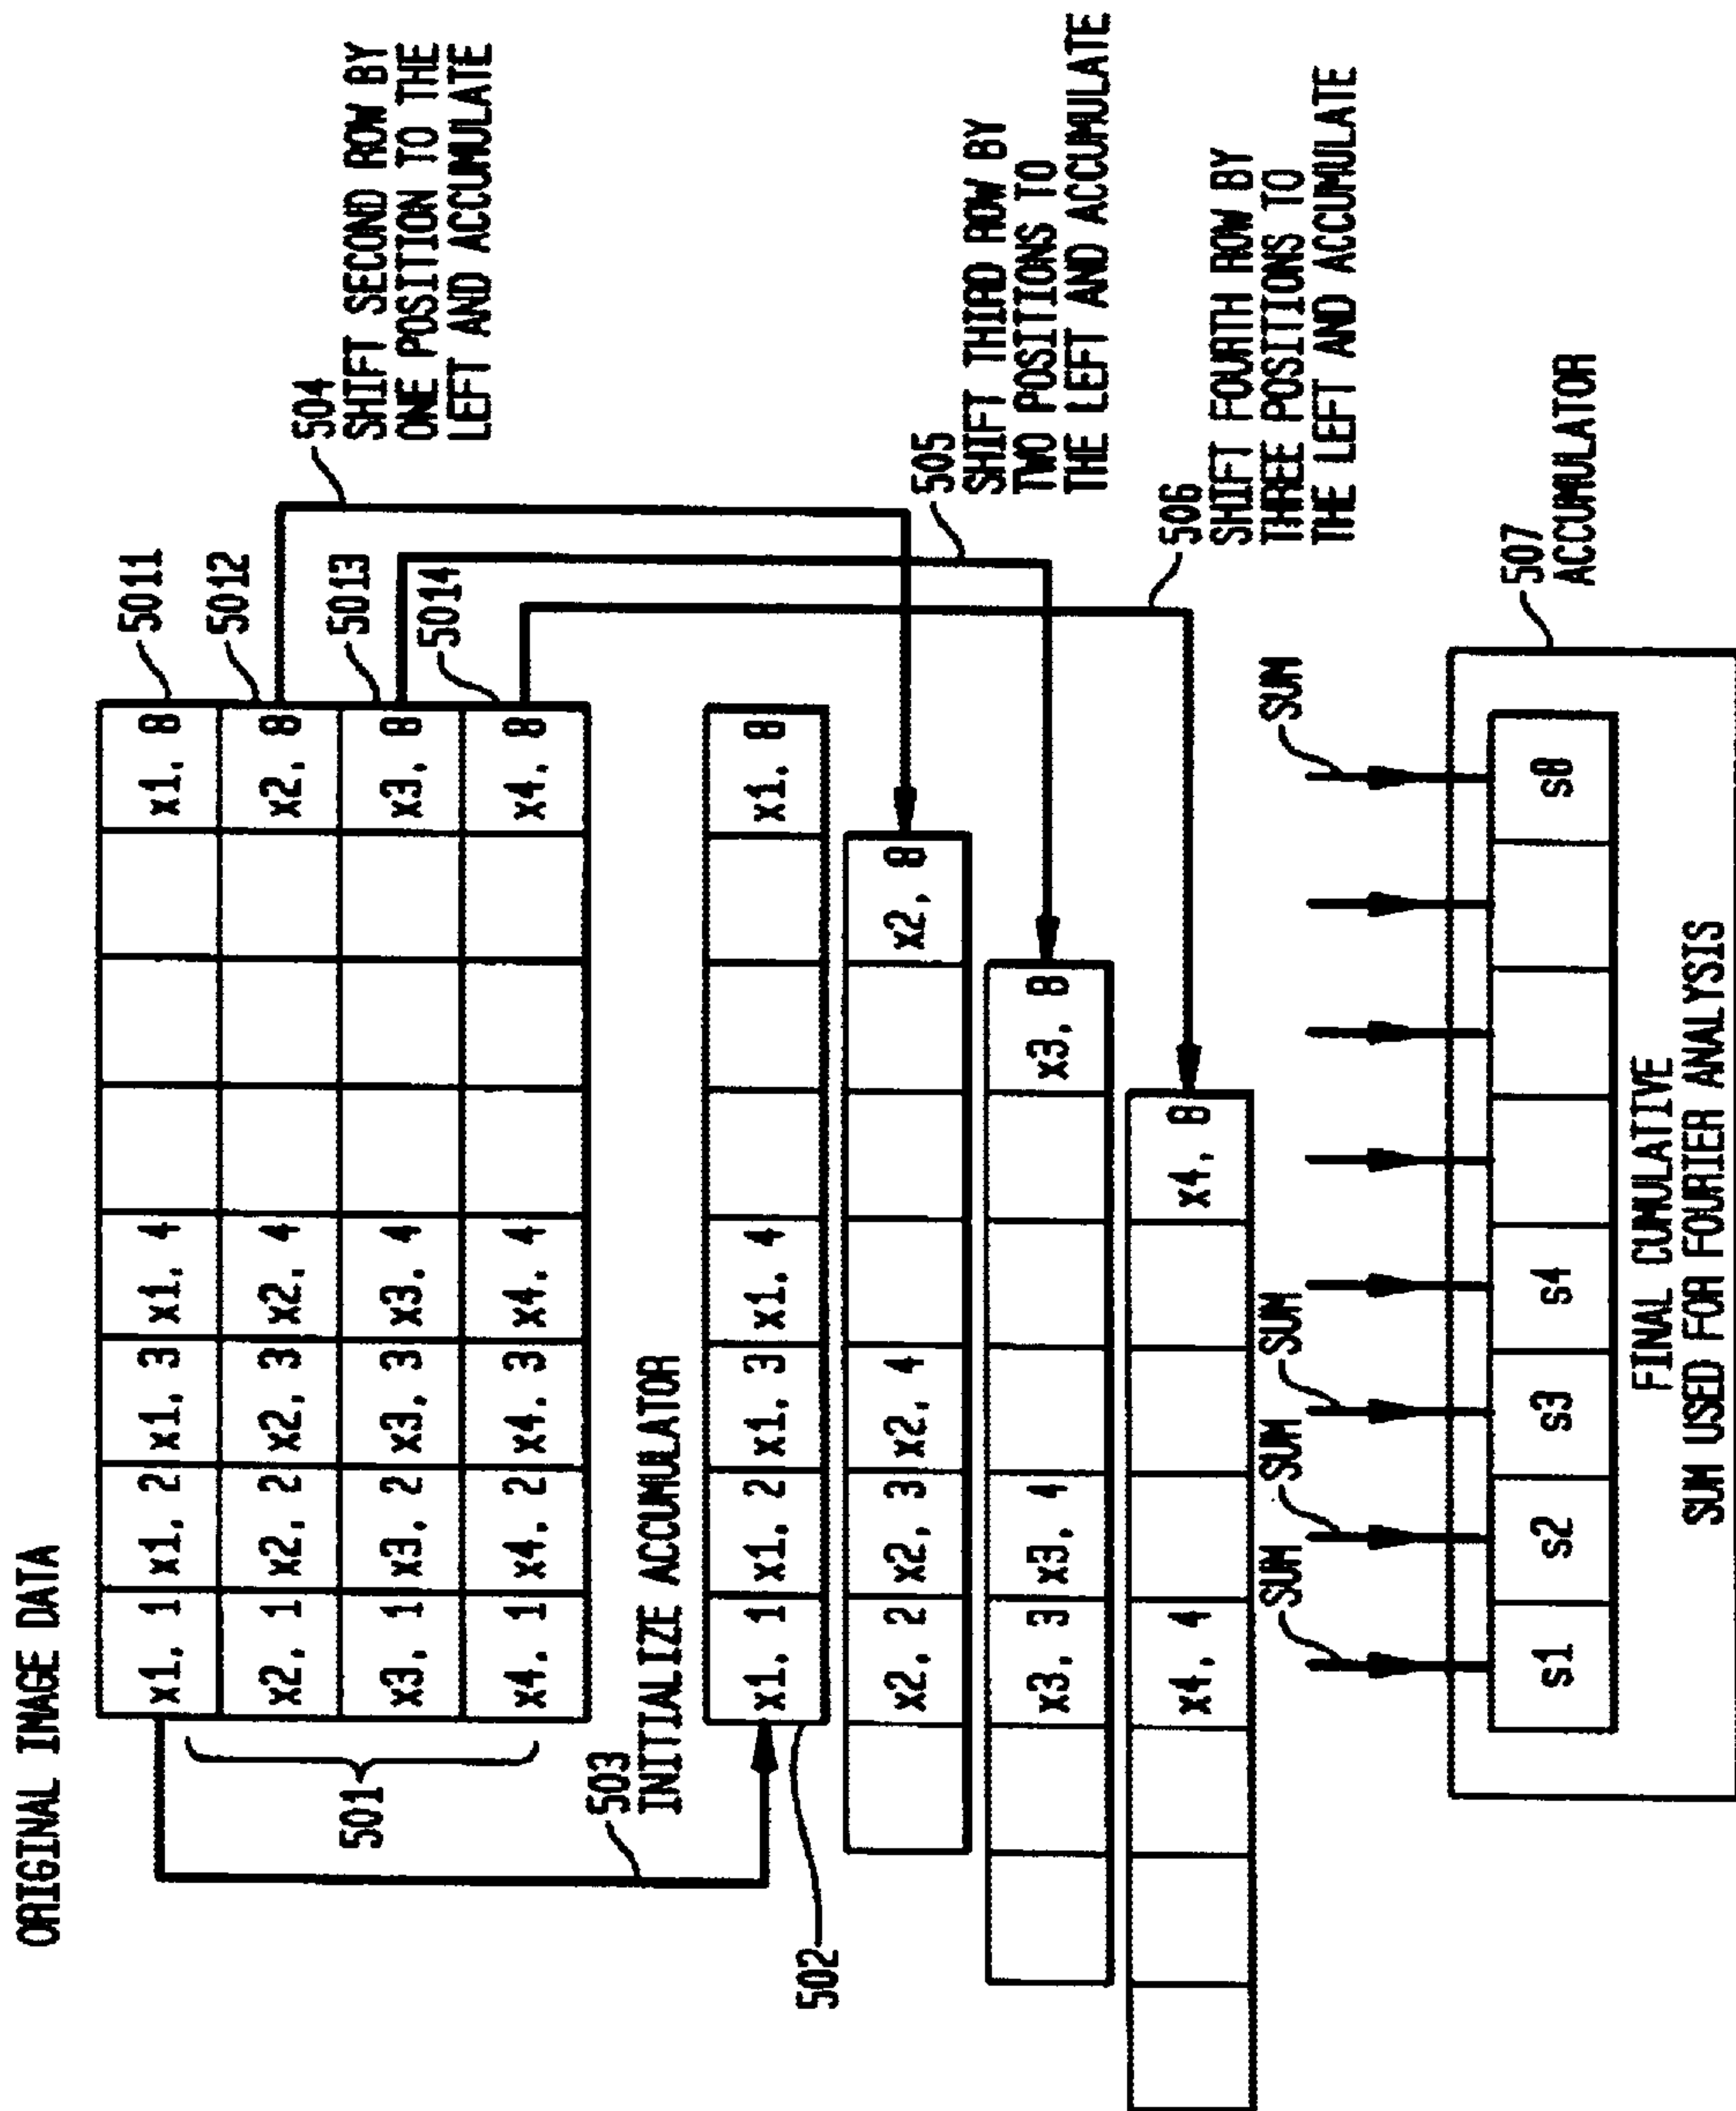 ORIGINAL IMAGE DATA
x1, 1 x1, 2 x1, 3 x1, 4 x1, 8
x2, 1 x2, 2 x2, 3 x2, 4 x2, 8
x3, 1 x3, 2 x3, 3 x3, 4 x3, 8
x4, 1 x4, 2 x4, 3 x4, 4 x4, 8
501
5011
5012
5013
5014
504
SHIFT SECOND ROW BY
ONE POSITION TO THE
LEFT AND ACCUMULATE
503
INITIALIZE ACCUMULATOR
502
x1, 1 x1, 2 x1, 3 x1, 4 x1, 8
x2, 2 x2, 3 x2, 4 x2, 8
505
SHIFT THIRD ROW BY
TWO POSITIONS TO
THE LEFT AND ACCUMULATE
x3, 3 x3, 4 x3, 8
506
SHIFT FOURTH ROW BY
THREE POSITIONS TO
THE LEFT AND ACCUMULATE
x4, 4 x4, 8
SUM SUM SUM SUM
507
ACCUMULATOR
s1 s2 s3 s4 s8
FINAL CUMULATIVE
SUM USED FOR FOURIER ANALYSIS